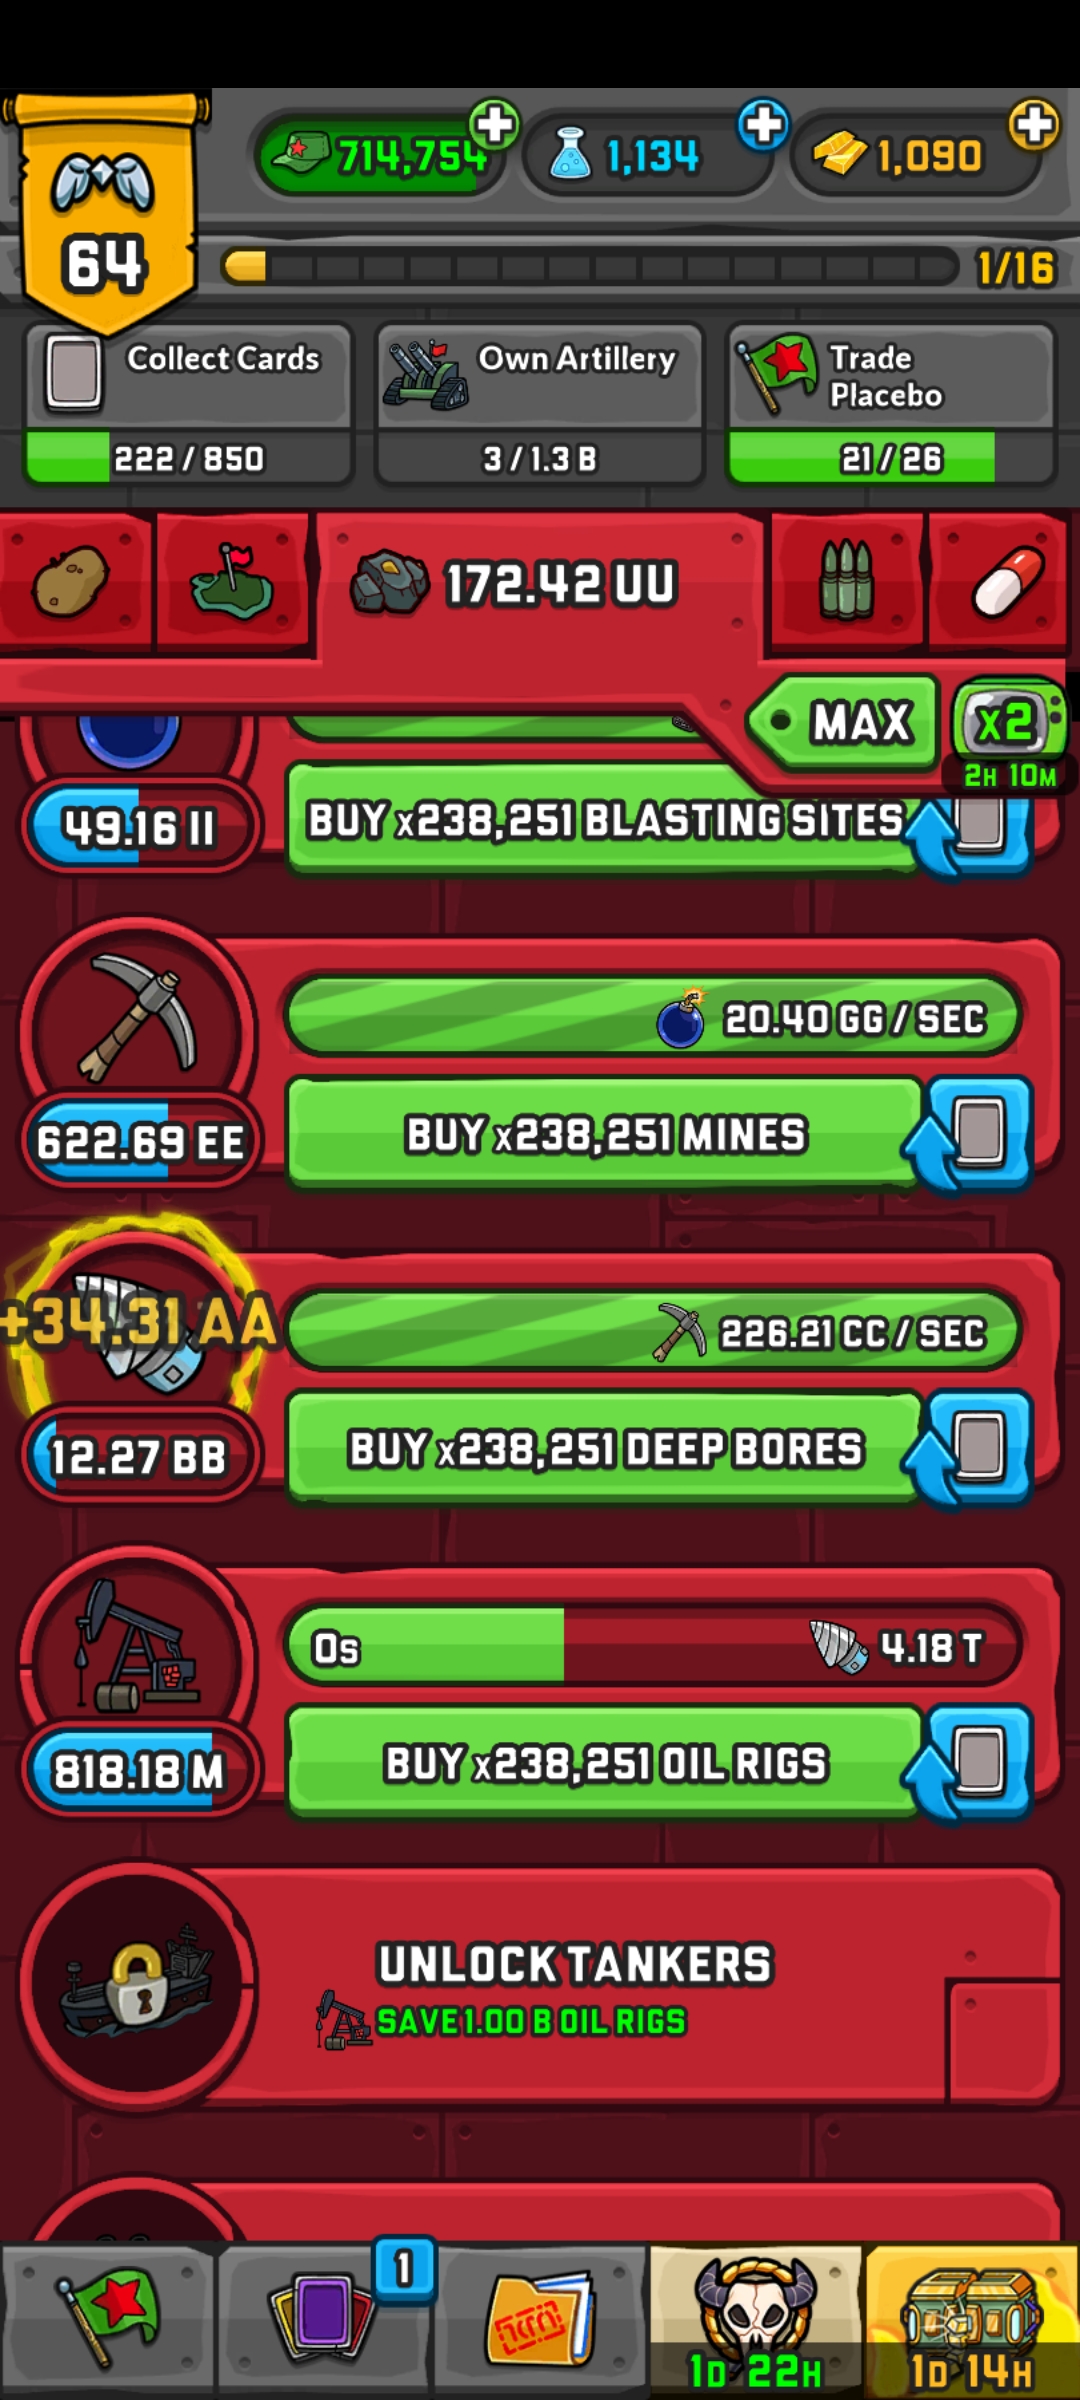 714,754
1,134
1,090
64
1/16
Collect Cards
222 / 850
Own Artillery
3 / 1.3 B
Trade
Placebo
21 / 26
172.42 UU
MAX
x2
2H 10M
49.16 II
BUY x238,251 BLASTING SITES
20.40 GG / SEC
622.69 EE
BUY x238,251 MINES
+34.31 AA
226.21 CC / SEC
12.27 BB
BUY x238,251 DEEP BORES
0s
4.18 T
818.18 M
BUY x238,251 OIL RIGS
UNLOCK TANKERS
SAVE 1.00 B OIL RIGS
1
1D 22H
1D 14H